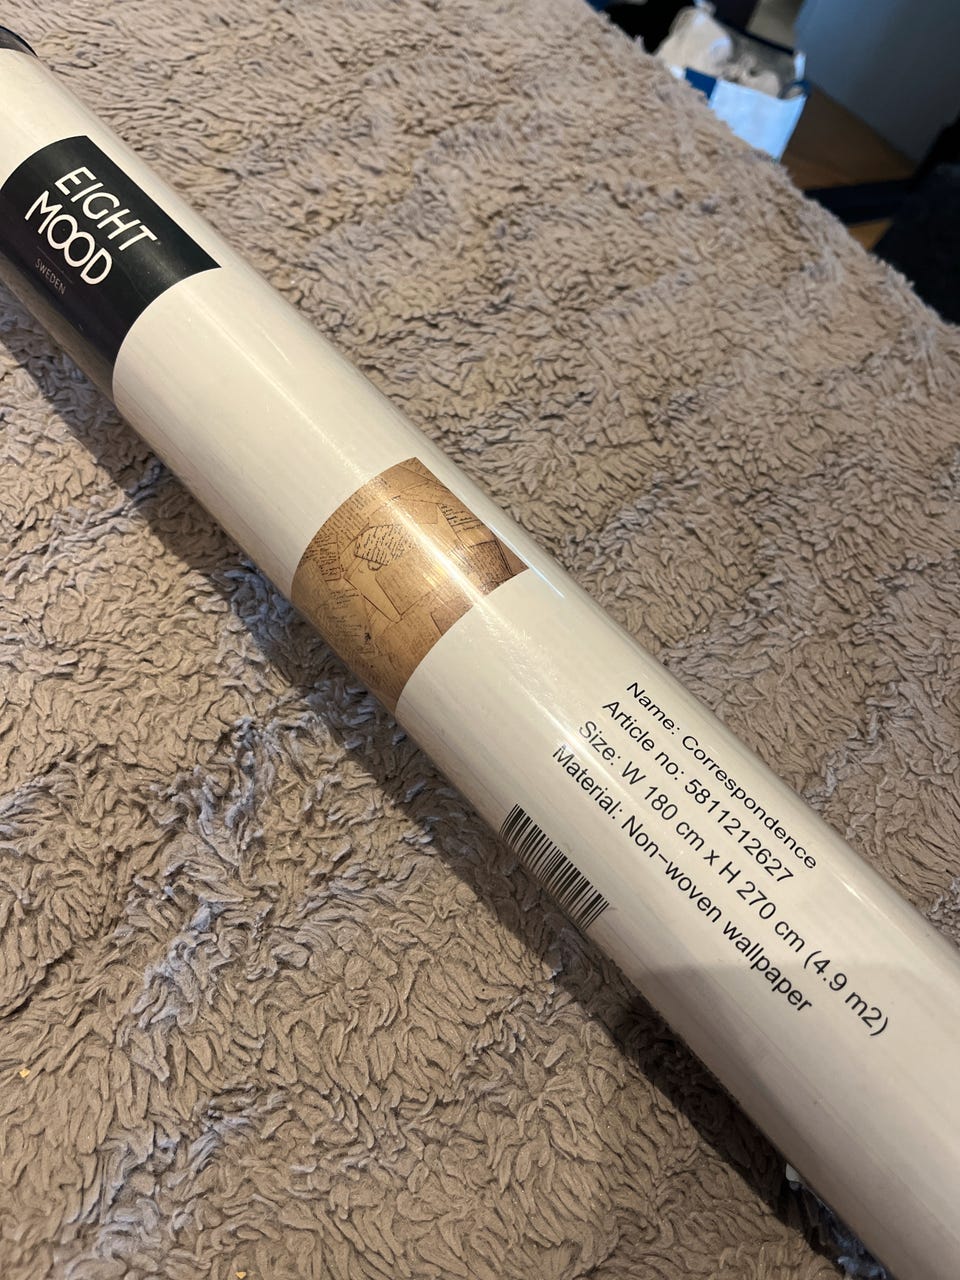 EIGHT
MOOD
SWEDEN
Name: Correspondence
Article no: 5811212627
Size: W 180 cm x H 270 cm (4.9 m2)
Material: Non-woven wallpaper